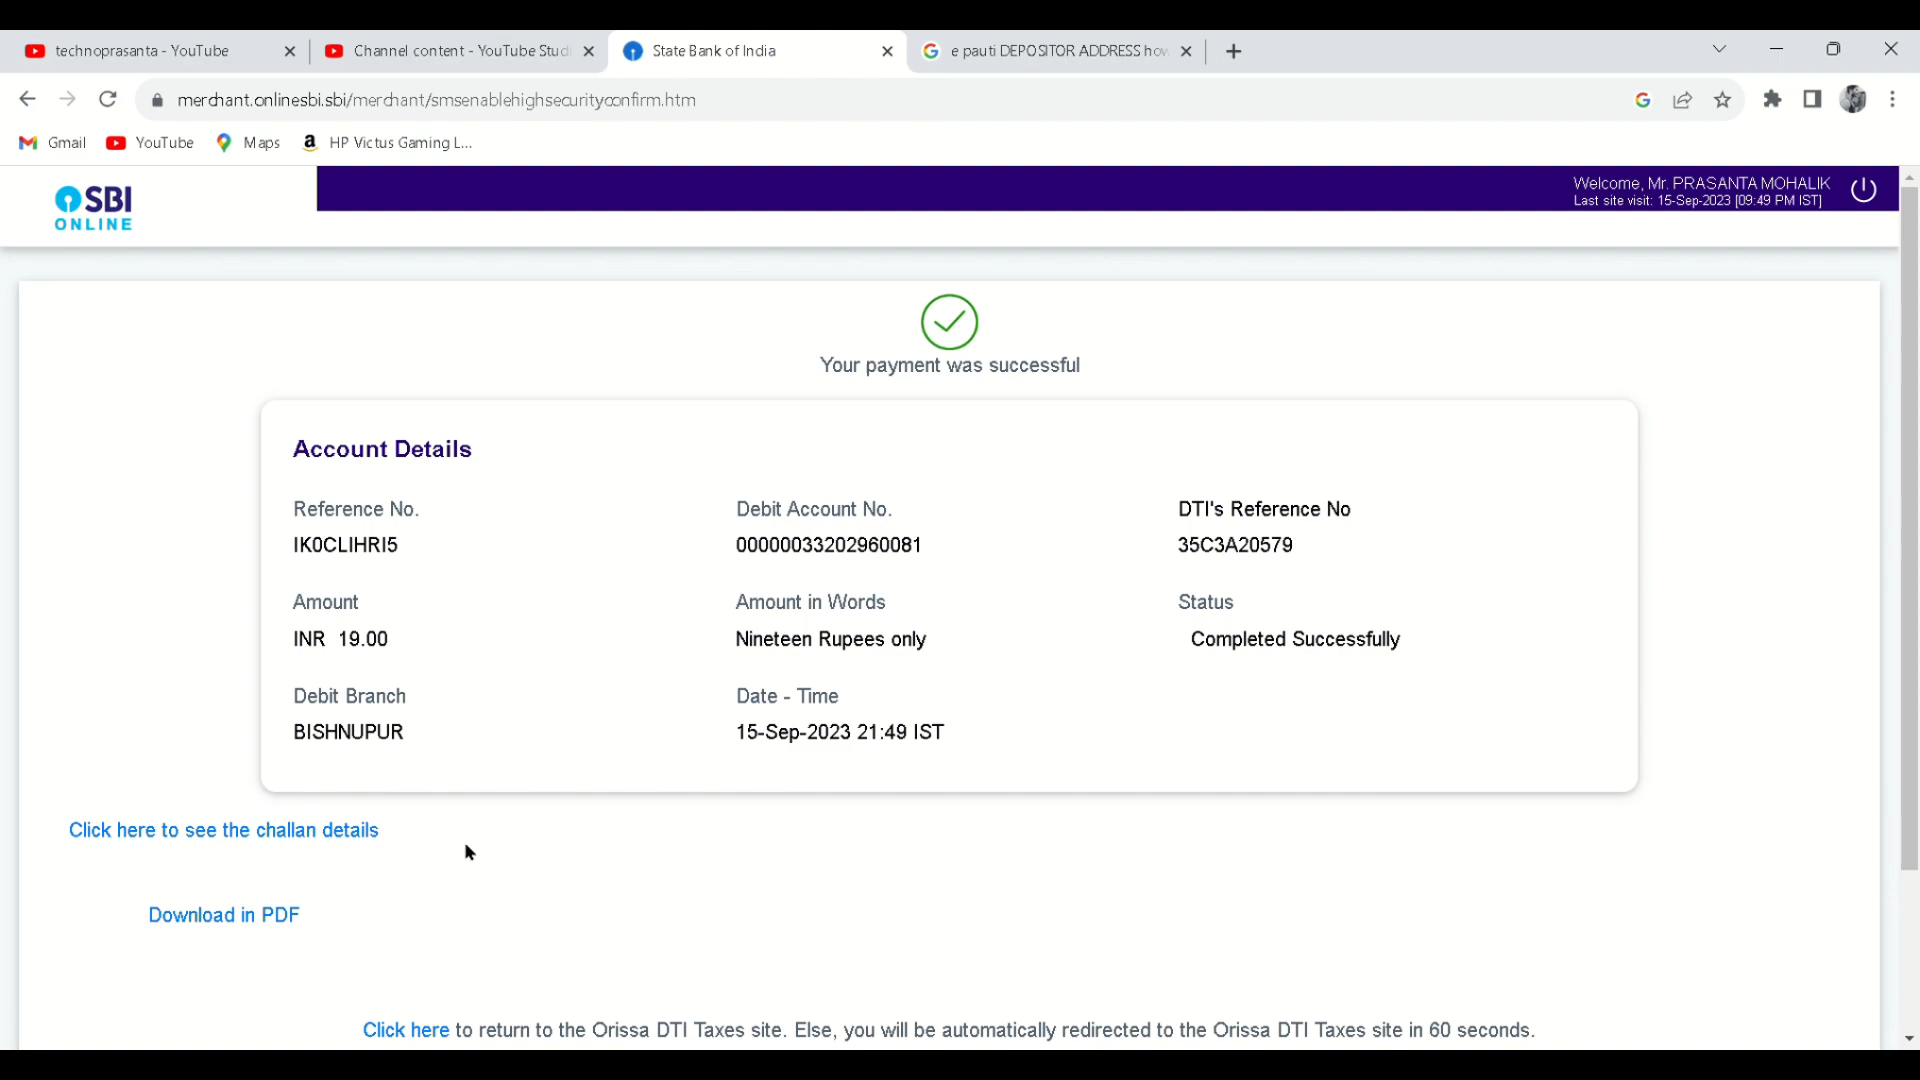 technoprasanta - YouTube
Channel content - YouTube Stud
State Bank of India
e pauti DEPOSITOR ADDRESS how
merchant.onlinesbi.sbi/merchant/smsenablehighsecurityconfirm.htm
Gmail
YouTube
Maps
HP Victus Gaming L...
SBI
ONLINE
Welcome, Mr. PRASANTA MOHALIK
Last site visit: 15-Sep-2023 [09:49 PM IST]
Your payment was successful
Account Details
Reference No.
Debit Account No.
DTI's Reference No
IK0CLIHRI5
00000033202960081
35C3A20579
Amount
Amount in Words
Status
INR 19.00
Nineteen Rupees only
Completed Successfully
Debit Branch
Date - Time
BISHNUPUR
15-Sep-2023 21:49 IST
Click here to see the challan details
Download in PDF
Click here to return to the Orissa DTI Taxes site. Else, you will be automatically redirected to the Orissa DTI Taxes site in 60 seconds.